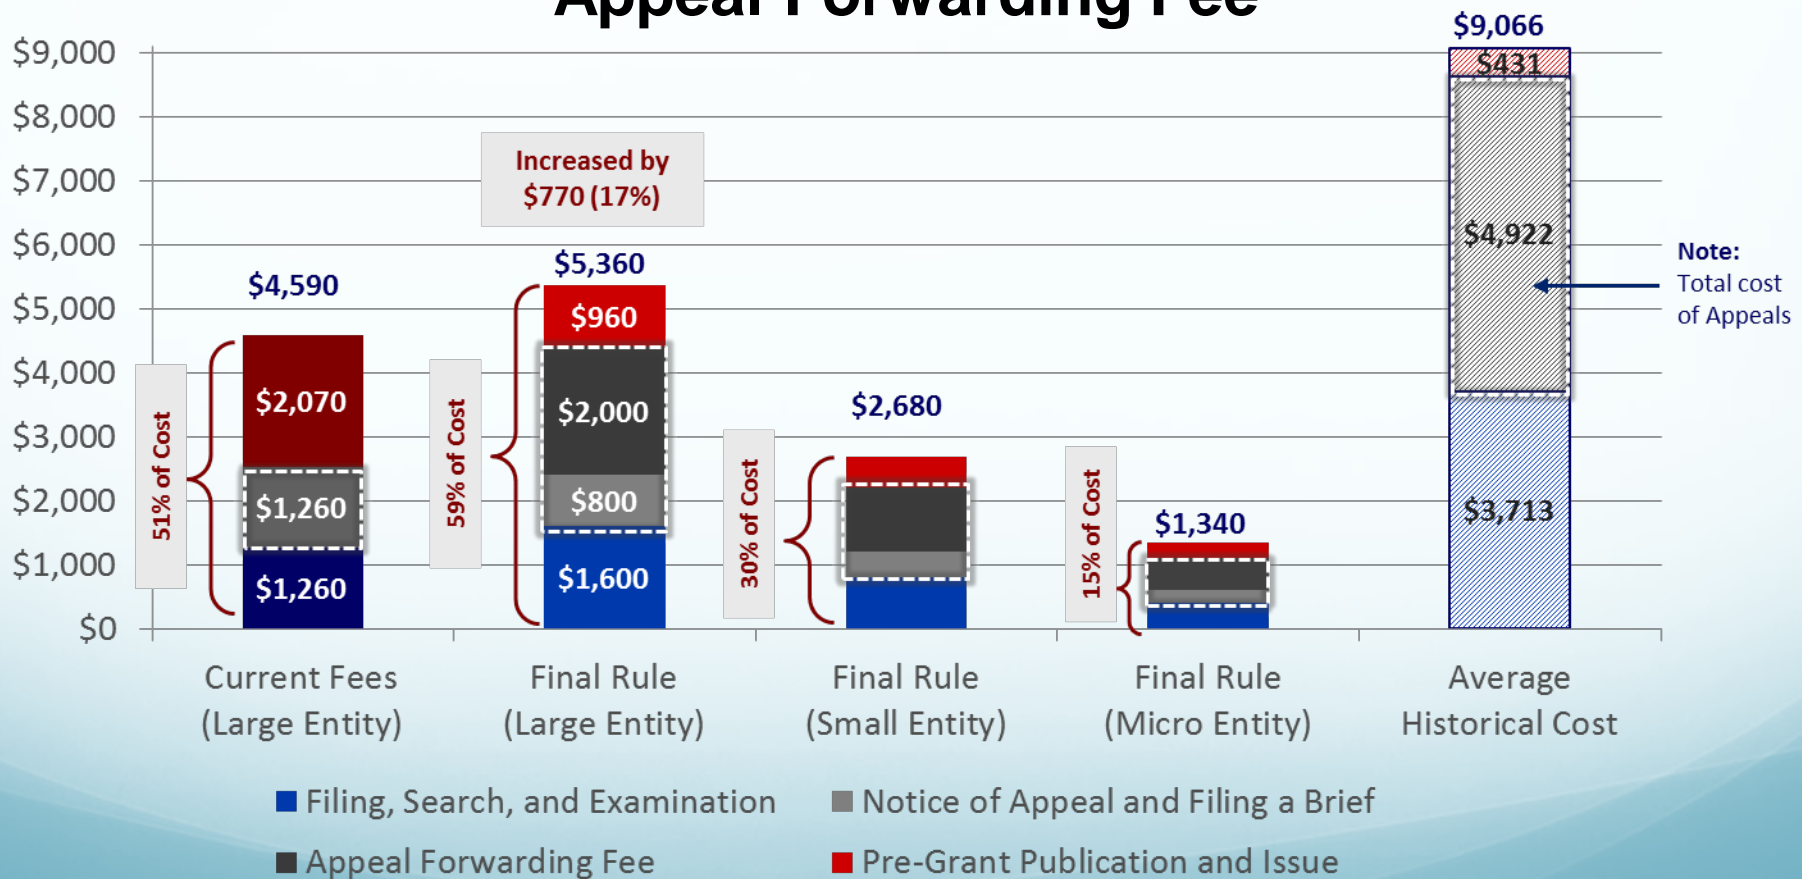 Appeal Forwarding Fee
$9,066
$9,000
$8,000
$7,000
$6,000
$5,000
$4,000
$3,000
$2,000
$1,000
$0
$4,590
51% of Cost
$2,070
$1,260
$1,260
Increased by
$770 (17%)
$5,360
59% of Cost
$960
$2,000
$800
$1,600
$2,680
30% of Cost
$1,340
15% of Cost
$431
$4,922
$3,713
Note:
Total cost
of Appeals
Current Fees
(Large Entity)
Final Rule
(Large Entity)
Final Rule
(Small Entity)
Final Rule
(Micro Entity)
Average
Historical Cost
Filing, Search, and Examination
Notice of Appeal and Filing a Brief
Appeal Forwarding Fee
Pre-Grant Publication and Issue